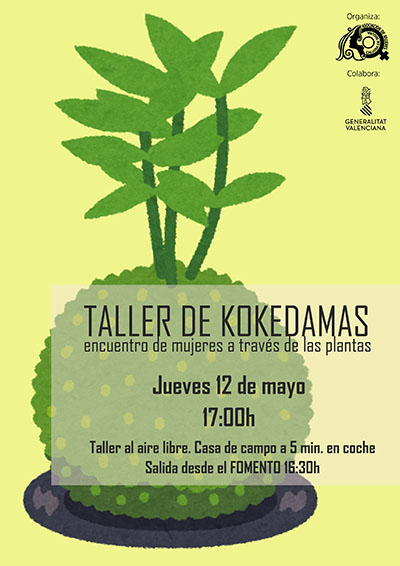 Organiza:
Colabora:
GENERALITAT
VALENCIANA
TALLER DE KOKEDAMAS
encuentro de mujeres a través de las plantas
Jueves 12 de mayo
17:00h
Taller al aire libre. Casa de campo a 5 min. en coche
Salida desde el FOMENTO 16:30h